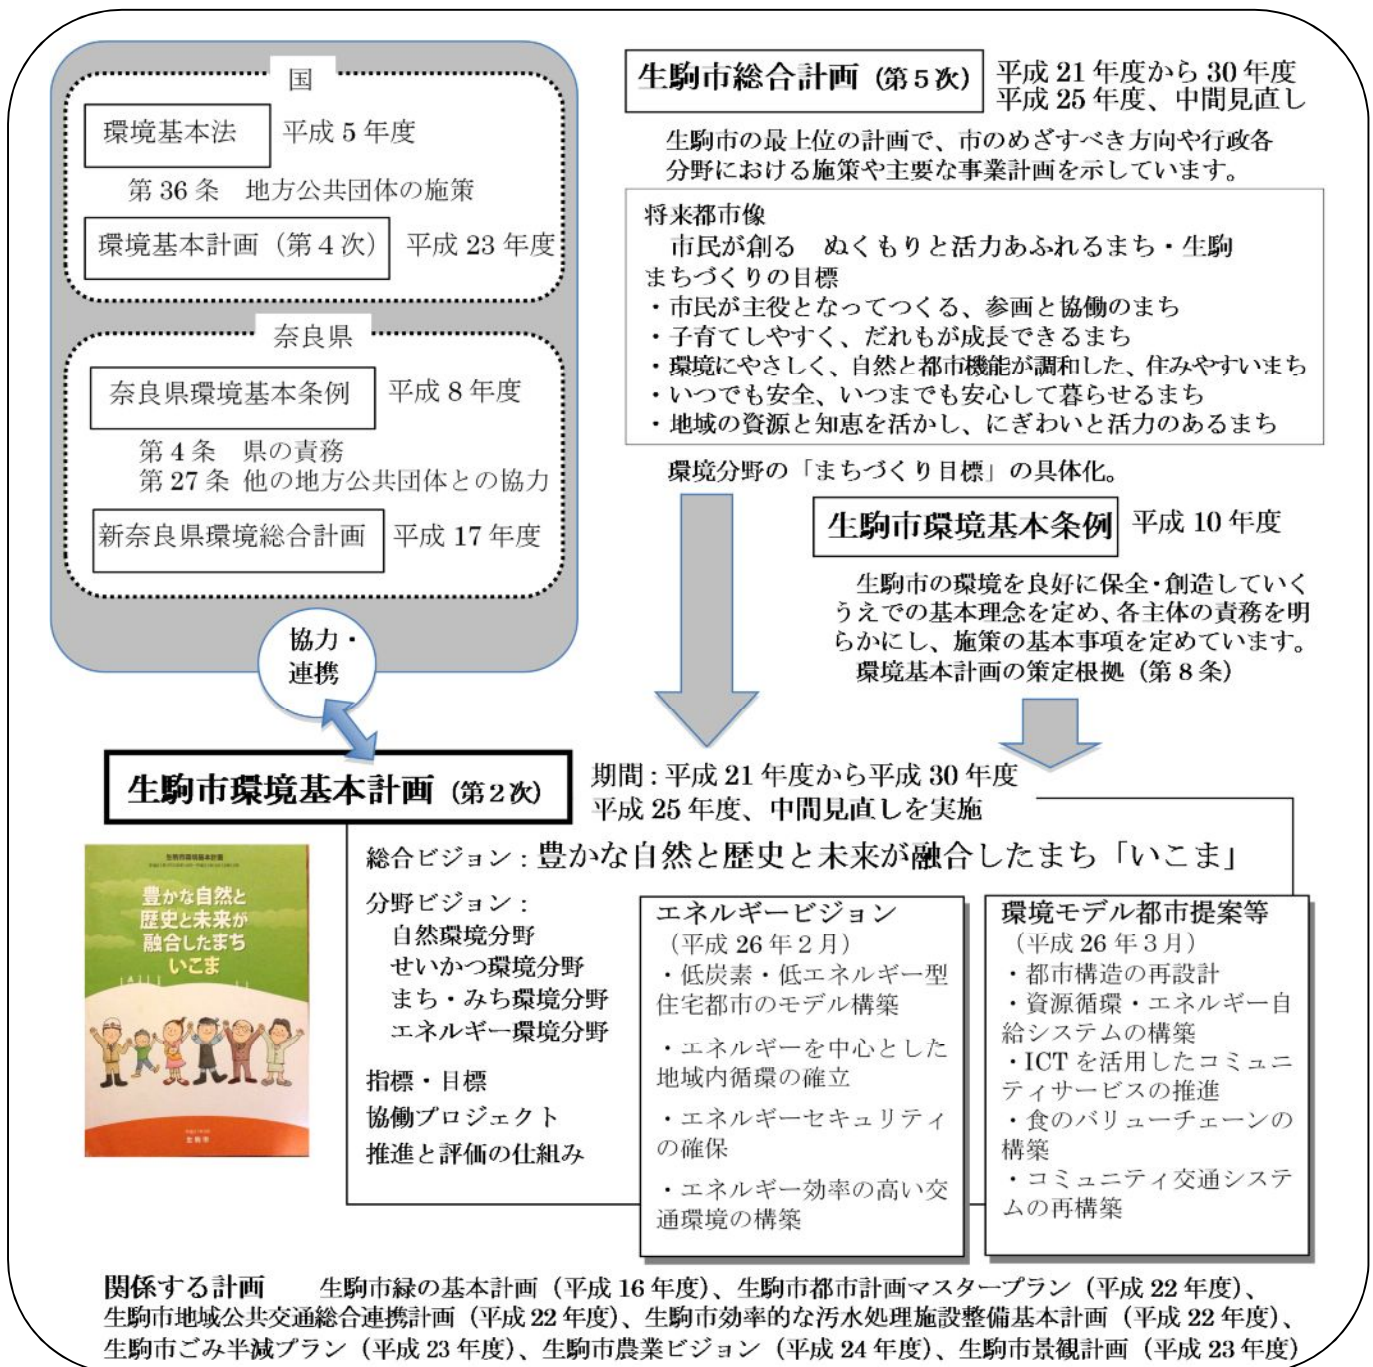 国
環境基本法 平成5年度
第36条 地方公共団体の施策
環境基本計画（第４次） 平成23年度
奈良県
奈良県環境基本条例 平成8年度
第4条 県の責務
第27条 他の地方公共団体との協力
新奈良県環境総合計画 平成17年度
協力・
連携
生駒市総合計画（第５次） 平成21年度から30年度
平成25年度、中間見直し
生駒市の最上位の計画で、市のめざすべき方向や行政各
分野における施策や主要な事業計画を示しています。
将来都市像
市民が創る　ぬくもりと活力あふれるまち・生駒
まちづくりの目標
・市民が主役となってつくる、参画と協働のまち
・子育てしやすく、だれもが成長できるまち
・環境にやさしく、自然と都市機能が調和した、住みやすいまち
・いつでも安全、いつまでも安心して暮らせるまち
・地域の資源と知恵を活かし、にぎわいと活力のあるまち
環境分野の「まちづくり目標」の具体化。
生駒市環境基本条例 平成10年度
生駒市の環境を良好に保全・創造していく
うえでの基本理念を定め、各主体の責務を明
らかにし、施策の基本事項を定めています。
環境基本計画の策定根拠（第８条）
生駒市環境基本計画（第２次） 期間：平成21年度から平成30年度
平成25年度、中間見直しを実施
総合ビジョン：豊かな自然と歴史と未来が融合したまち「いこま」
分野ビジョン：
自然環境分野
せいかつ環境分野
まち・みち環境分野
エネルギー環境分野
指標・目標
協働プロジェクト
推進と評価の仕組み
エネルギービジョン
（平成26年２月）
・低炭素・低エネルギー型
住宅都市のモデル構築
・エネルギーを中心とした
地域内循環の確立
・エネルギーセキュリティ
の確保
・エネルギー効率の高い交
通環境の構築
環境モデル都市提案等
（平成26年３月）
・都市構造の再設計
・資源循環・エネルギー自
給システムの構築
・ICTを活用したコミュニ
ティサービスの推進
・食のバリューチェーンの
構築
・コミュニティ交通システ
ムの再構築
生駒市環境基本計画
豊かな自然と
歴史と未来が
融合したまち
いこま
生駒市
関係する計画　生駒市緑の基本計画（平成16年度）、生駒市都市計画マスタープラン（平成22年度）、
生駒市地域公共交通総合連携計画（平成22年度）、生駒市効率的な汚水処理施設整備基本計画（平成22年度）、
生駒市ごみ半減プラン（平成23年度）、生駒市農業ビジョン（平成24年度）、生駒市景観計画（平成23年度）